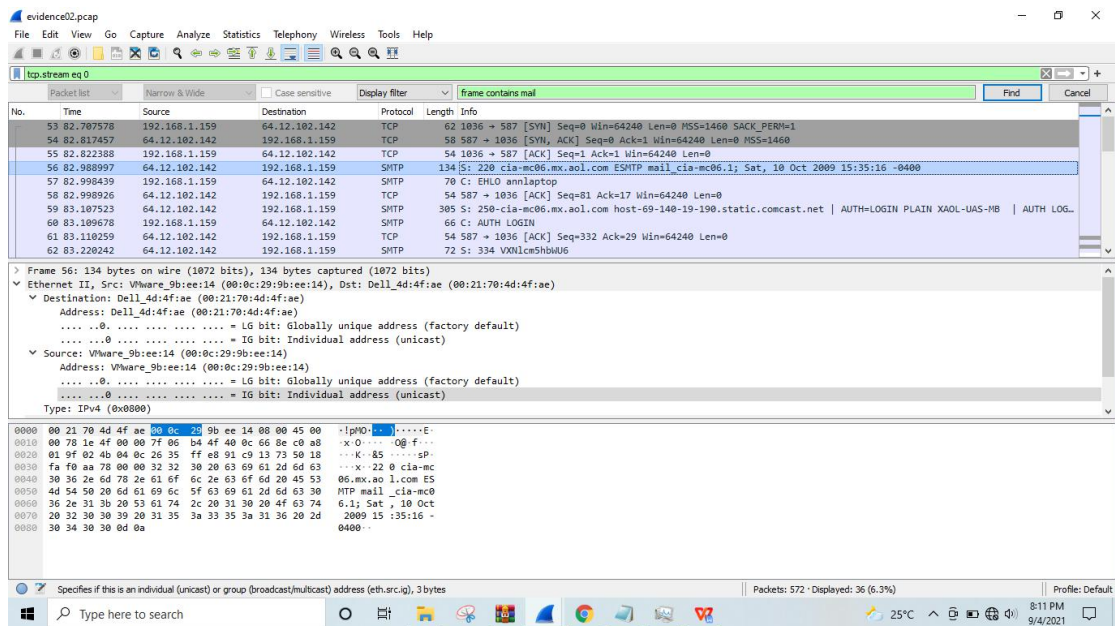 evidence02.pcap
File Edit View Go Capture Analyze Statistics Telephony Wireless Tools Help
tcp.stream eq 0
Packet list Narrow & Wide Case sensitive Display filter frame contains mail Find Cancel
No. Time Source Destination Protocol Length Info
53 82.707578 192.168.1.159 64.12.102.142 TCP 62 1036 → 587 [SYN] Seq=0 Win=64240 Len=0 MSS=1460 SACK_PERM=1
54 82.817457 64.12.102.142 192.168.1.159 TCP 58 587 → 1036 [SYN, ACK] Seq=0 Ack=1 Win=64240 Len=0 MSS=1460
55 82.822388 192.168.1.159 64.12.102.142 TCP 54 1036 → 587 [ACK] Seq=1 Ack=1 Win=64240 Len=0
56 82.988997 64.12.102.142 192.168.1.159 SMTP 134 S: 220 cia-mc06.mx.aol.com ESMTP mail_cia-mc06.1; Sat, 10 Oct 2009 15:35:16 -0400
57 82.998439 192.168.1.159 64.12.102.142 SMTP 70 C: EHLO annlaptop
58 82.998926 64.12.102.142 192.168.1.159 TCP 54 587 → 1036 [ACK] Seq=81 Ack=17 Win=64240 Len=0
59 83.107523 64.12.102.142 192.168.1.159 SMTP 305 S: 250-cia-mc06.mx.aol.com host-69-140-19-190.static.comcast.net | AUTH=LOGIN PLAIN XAOL-UAS-MB | AUTH LOG…
60 83.109678 192.168.1.159 64.12.102.142 SMTP 66 C: AUTH LOGIN
61 83.110259 64.12.102.142 192.168.1.159 TCP 54 587 → 1036 [ACK] Seq=332 Ack=29 Win=64240 Len=0
62 83.220242 64.12.102.142 192.168.1.159 SMTP 72 S: 334 VXNlcm5hbWU6
> Frame 56: 134 bytes on wire (1072 bits), 134 bytes captured (1072 bits)
Ethernet II, Src: VMware_9b:ee:14 (00:0c:29:9b:ee:14), Dst: Dell_4d:4f:ae (00:21:70:4d:4f:ae)
Destination: Dell_4d:4f:ae (00:21:70:4d:4f:ae)
Address: Dell_4d:4f:ae (00:21:70:4d:4f:ae)
.... ..0. .... .... .... .... = LG bit: Globally unique address (factory default)
.... ...0 .... .... .... .... = IG bit: Individual address (unicast)
Source: VMware_9b:ee:14 (00:0c:29:9b:ee:14)
Address: VMware_9b:ee:14 (00:0c:29:9b:ee:14)
.... ..0. .... .... .... .... = LG bit: Globally unique address (factory default)
.... ...0 .... .... .... .... = IG bit: Individual address (unicast)
Type: IPv4 (0x0800)
0000 00 21 70 4d 4f ae 00 0c 29 9b ee 14 08 00 45 00 ·!pMO··· )·····E·
0010 00 78 1e 4f 00 00 7f 06 b4 4f 40 0c 66 8e c0 a8 ·x·O···· ·O@·f···
0020 01 9f 02 4b 04 0c 26 35 ff e8 91 c9 13 73 50 18 ···K··&5 ·····sP·
0030 fa f0 aa 78 00 00 32 32 30 20 63 69 61 2d 6d 63 ···x··22 0 cia-mc
0040 30 36 2e 6d 78 2e 61 6f 6c 2e 63 6f 6d 20 45 53 06.mx.ao l.com ES
0050 4d 54 50 20 6d 61 69 6c 5f 63 69 61 2d 6d 63 30 MTP mail _cia-mc0
0060 36 2e 31 3b 20 53 61 74 2c 20 31 30 20 4f 63 74 6.1; Sat , 10 Oct
0070 20 32 30 30 39 20 31 35 3a 33 35 3a 31 36 20 2d 2009 15 :35:16 -
0080 30 34 30 30 0d 0a 0400··
Specifies if this is an individual (unicast) or group (broadcast/multicast) address (eth.src.ig), 3 bytes Packets: 572 · Displayed: 36 (6.3%) Profile: Default
Type here to search 25°C 8:11 PM
9/4/2021